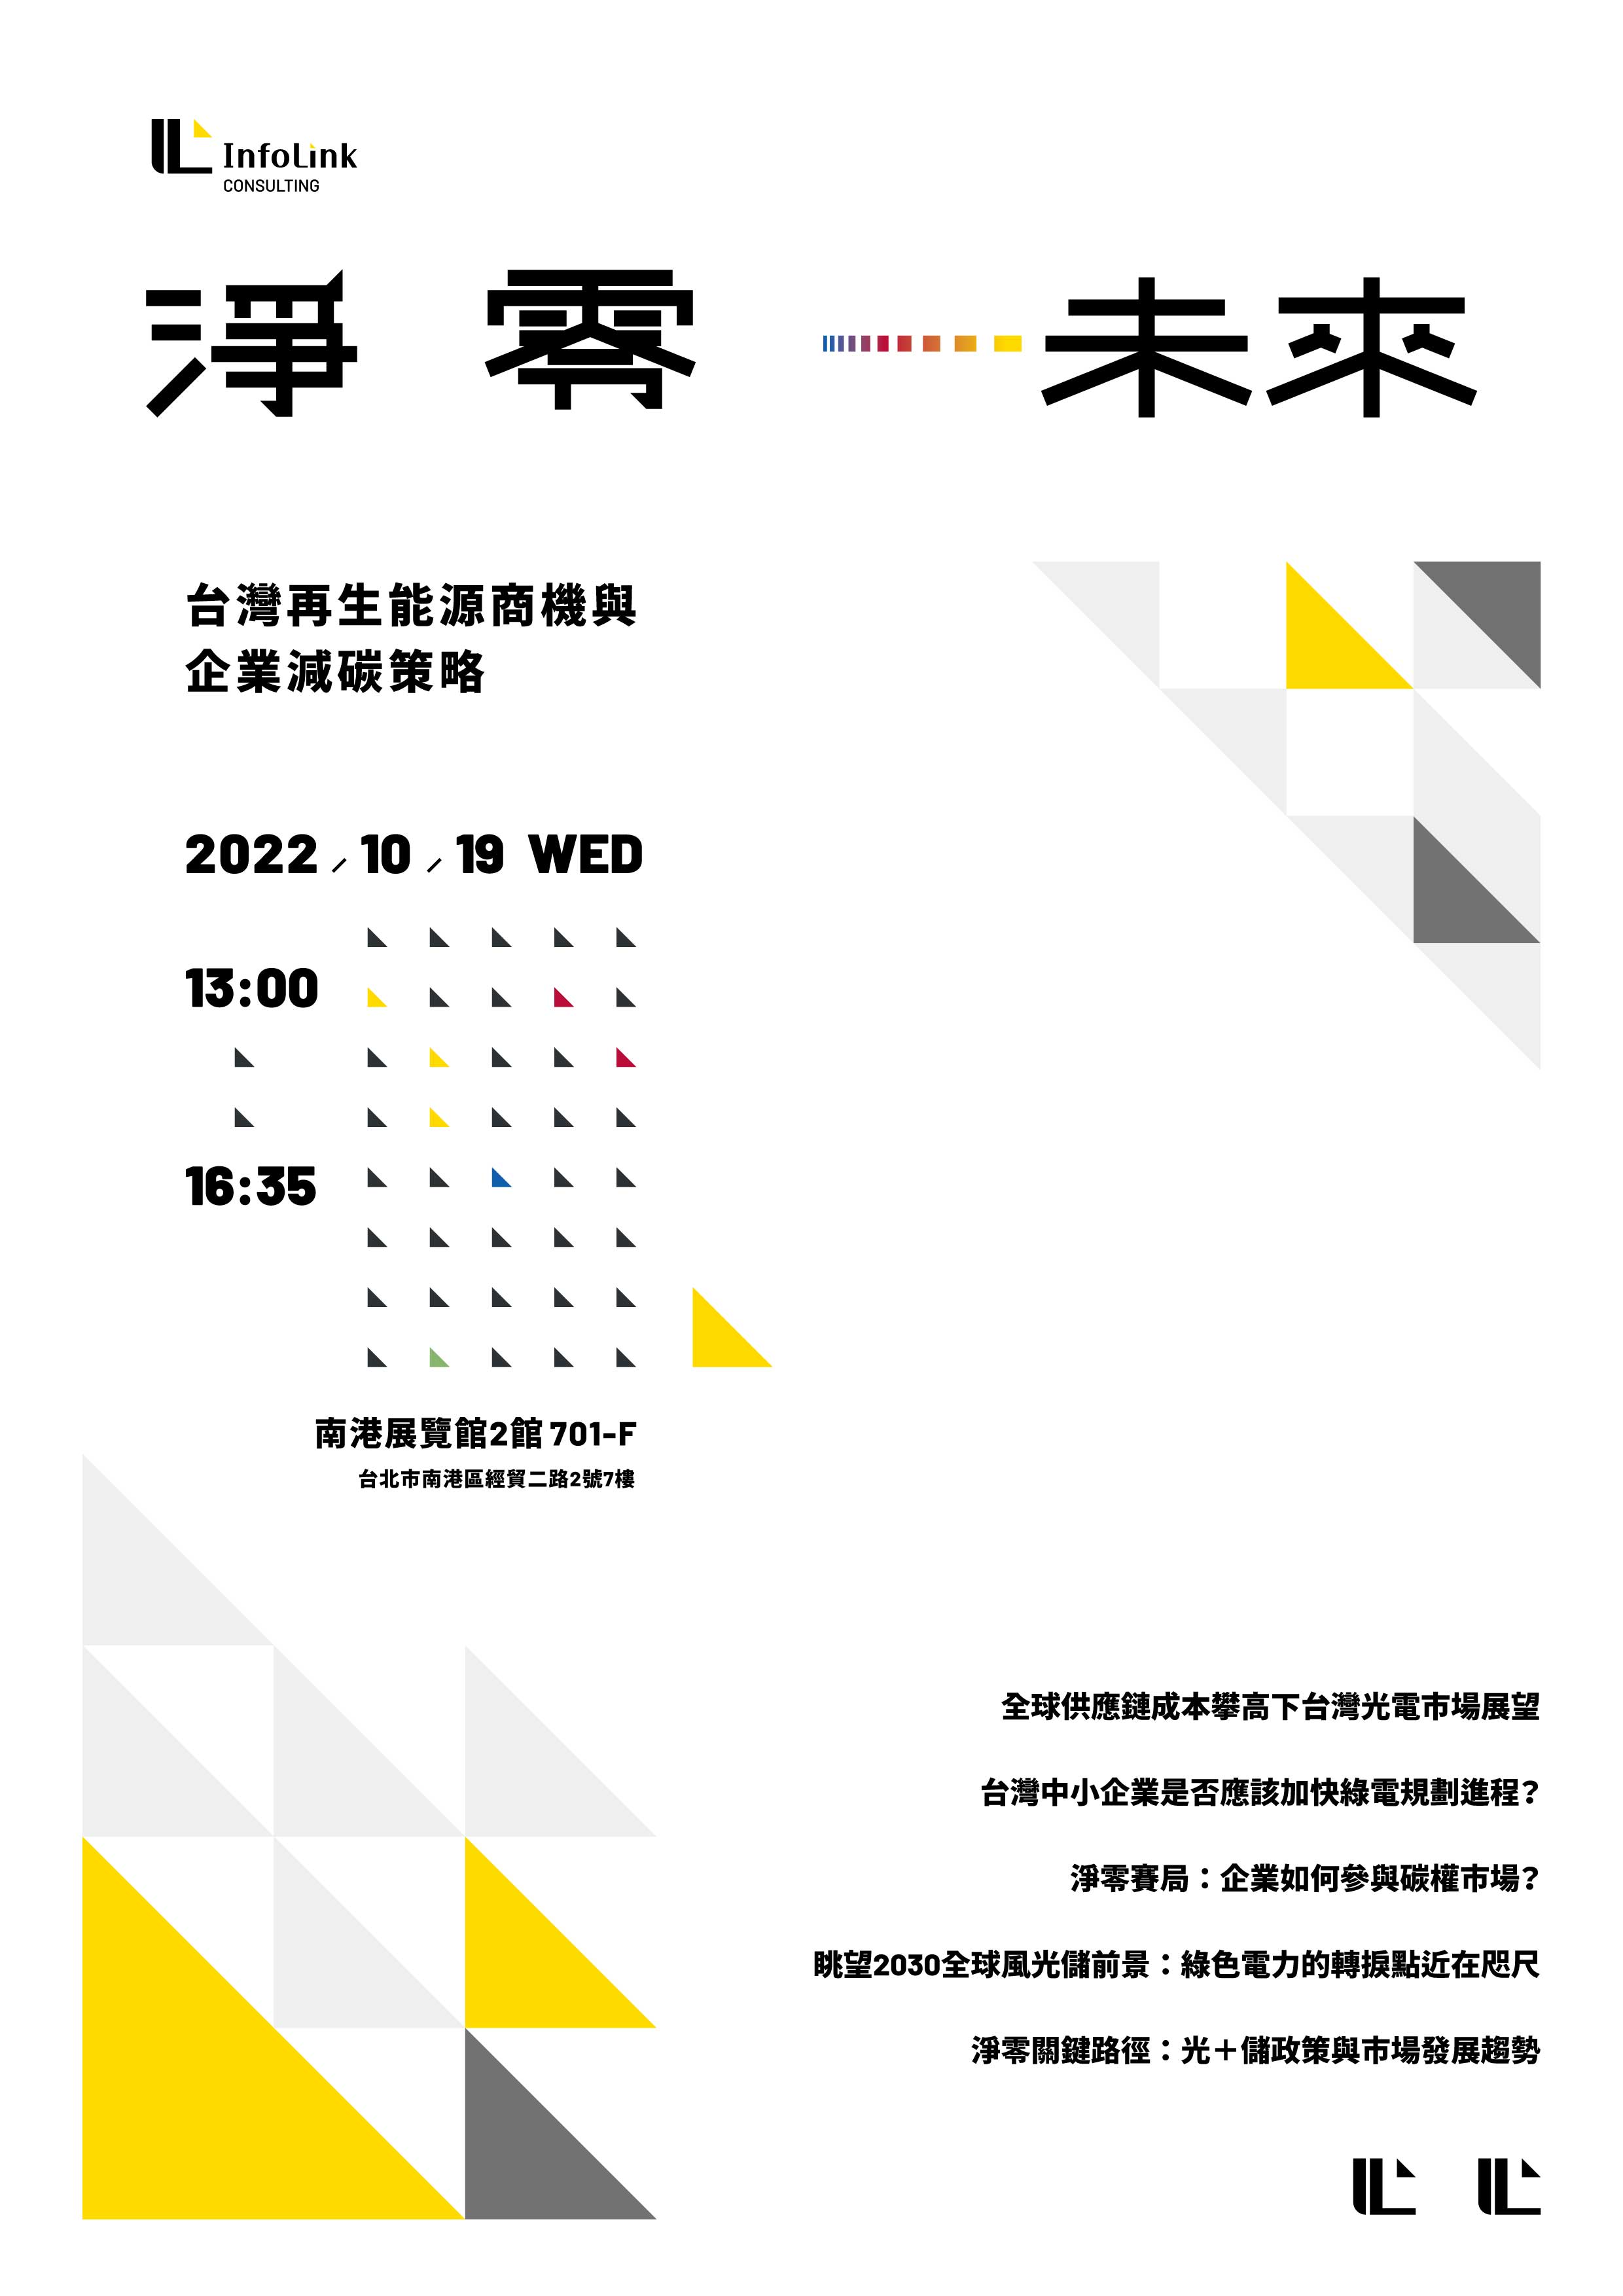 InfoLink
CONSULTING
淨零 未來
台灣再生能源商機與
企業減碳策略
2022 / 10 / 19 WED
13:00
16:35
南港展覽館2館 701-F
台北市南港區經貿二路2號7樓
全球供應鏈成本攀高下台灣光電市場展望
台灣中小企業是否應該加快綠電規劃進程?
淨零賽局：企業如何參與碳權市場?
眺望2030全球風光儲前景：綠色電力的轉捩點近在咫尺
淨零關鍵路徑：光＋儲政策與市場發展趨勢